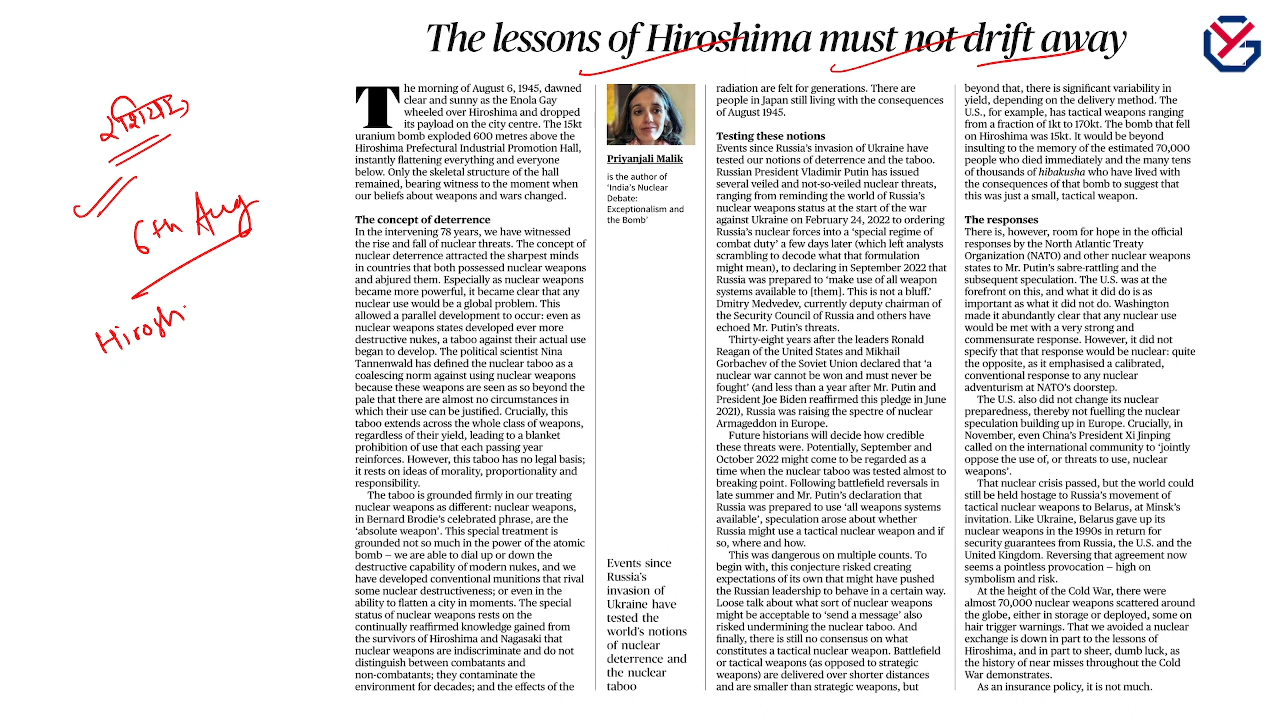 The lessons of Hiroshima must not drift away
6th Aug
Hiroshi
The morning of August 6, 1945, dawned
clear and sunny as the Enola Gay
wheeled over Hiroshima and dropped
its payload on the city centre. The 15kt
uranium bomb exploded 600 metres above the
Hiroshima Prefectural Industrial Promotion Hall,
instantly flattening everything and everyone
below. Only the skeletal structure of the hall
remained, bearing witness to the moment when
our beliefs about weapons and wars changed.
The concept of deterrence
In the intervening 78 years, we have witnessed
the rise and fall of nuclear threats. The concept of
nuclear deterrence attracted the sharpest minds
in countries that both possessed nuclear weapons
and abjured them. Especially as nuclear weapons
became more powerful, it became clear that any
nuclear use would be a global problem. This
allowed a parallel development to occur: even as
nuclear weapons states developed ever more
destructive nukes, a taboo against their actual use
began to develop. The political scientist Nina
Tannenwald has defined the nuclear taboo as a
coalescing norm against using nuclear weapons
because these weapons are seen as so beyond the
pale that there are almost no circumstances in
which their use can be justified. Crucially, this
taboo extends across the whole class of weapons,
regardless of their yield, leading to a blanket
prohibition of use that each passing year
reinforces. However, this taboo has no legal basis;
it rests on ideas of morality, proportionality and
responsibility.
The taboo is grounded firmly in our treating
nuclear weapons as different: nuclear weapons,
in Bernard Brodie's celebrated phrase, are the
'absolute weapon'. This special treatment is
grounded not so much in the power of the atomic
bomb — we are able to dial up or down the
destructive capability of modern nukes, and we
have developed conventional munitions that rival
some nuclear destructiveness; or even in the
ability to flatten a city in moments. The special
status of nuclear weapons rests on the
continually reaffirmed knowledge gained from
the survivors of Hiroshima and Nagasaki that
nuclear weapons are indiscriminate and do not
distinguish between combatants and
non-combatants; they contaminate the
environment for decades; and the effects of the
Priyanjali Malik
is the author of
'India's Nuclear
Debate:
Exceptionalism and
the Bomb'
Events since
Russia's
invasion of
Ukraine have
tested the
world's notions
of nuclear
deterrence and
the nuclear
taboo
radiation are felt for generations. There are
people in Japan still living with the consequences
of August 1945.
Testing these notions
Events since Russia's invasion of Ukraine have
tested our notions of deterrence and the taboo.
Russian President Vladimir Putin has issued
several veiled and not-so-veiled nuclear threats,
ranging from reminding the world of Russia's
nuclear weapons status at the start of the war
against Ukraine on February 24, 2022 to ordering
Russia's nuclear forces into a 'special regime of
combat duty' a few days later (which left analysts
scrambling to decode what that formulation
might mean), to declaring in September 2022 that
Russia was prepared to 'make use of all weapon
systems available to [them]. This is not a bluff.'
Dmitry Medvedev, currently deputy chairman of
the Security Council of Russia and others have
echoed Mr. Putin's threats.
Thirty-eight years after the leaders Ronald
Reagan of the United States and Mikhail
Gorbachev of the Soviet Union declared that 'a
nuclear war cannot be won and must never be
fought' (and less than a year after Mr. Putin and
President Joe Biden reaffirmed this pledge in June
2021), Russia was raising the spectre of nuclear
Armageddon in Europe.
Future historians will decide how credible
these threats were. Potentially, September and
October 2022 might come to be regarded as a
time when the nuclear taboo was tested almost to
breaking point. Following battlefield reversals in
late summer and Mr. Putin's declaration that
Russia was prepared to use 'all weapons systems
available', speculation arose about whether
Russia might use a tactical nuclear weapon and if
so, where and how.
This was dangerous on multiple counts. To
begin with, this conjecture risked creating
expectations of its own that might have pushed
the Russian leadership to behave in a certain way.
Loose talk about what sort of nuclear weapons
might be acceptable to 'send a message' also
risked undermining the nuclear taboo. And
finally, there is still no consensus on what
constitutes a tactical nuclear weapon. Battlefield
or tactical weapons (as opposed to strategic
weapons) are delivered over shorter distances
and are smaller than strategic weapons, but
beyond that, there is significant variability in
yield, depending on the delivery method. The
U.S., for example, has tactical weapons ranging
from a fraction of 1kt to 170kt. The bomb that fell
on Hiroshima was 15kt. It would be beyond
insulting to the memory of the estimated 70,000
people who died immediately and the many tens
of thousands of hibakusha who have lived with
the consequences of that bomb to suggest that
this was just a small, tactical weapon.
The responses
There is, however, room for hope in the official
responses by the North Atlantic Treaty
Organization (NATO) and other nuclear weapons
states to Mr. Putin's sabre-rattling and the
subsequent speculation. The U.S. was at the
forefront on this, and what it did do is as
important as what it did not do. Washington
made it abundantly clear that any nuclear use
would be met with a very strong and
commensurate response. However, it did not
specify that that response would be nuclear: quite
the opposite, as it emphasised a calibrated,
conventional response to any nuclear
adventurism at NATO's doorstep.
The U.S. also did not change its nuclear
preparedness, thereby not fuelling the nuclear
speculation building up in Europe. Crucially, in
November, even China's President Xi Jinping
called on the international community to 'jointly
oppose the use of, or threats to use, nuclear
weapons'.
That nuclear crisis passed, but the world could
still be held hostage to Russia's movement of
tactical nuclear weapons to Belarus, at Minsk's
invitation. Like Ukraine, Belarus gave up its
nuclear weapons in the 1990s in return for
security guarantees from Russia, the U.S. and the
United Kingdom. Reversing that agreement now
seems a pointless provocation — high on
symbolism and risk.
At the height of the Cold War, there were
almost 70,000 nuclear weapons scattered around
the globe, either in storage or deployed, some on
hair trigger warnings. That we avoided a nuclear
exchange is down in part to the lessons of
Hiroshima, and in part to sheer, dumb luck, as
the history of near misses throughout the Cold
War demonstrates.
As an insurance policy, it is not much.